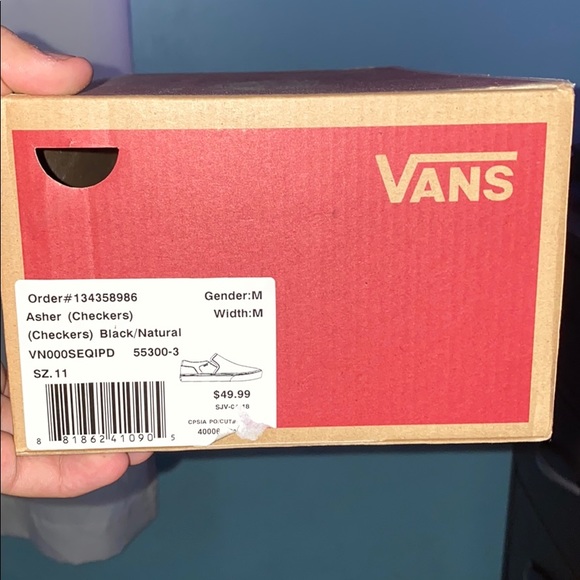 VANS
Order#134358986 Gender:M
Asher (Checkers) Width:M
(Checkers) Black/Natural
VN000SEQIPD 55300-3
SZ.11
$49.99
CPSIA
8 81862 41090 5